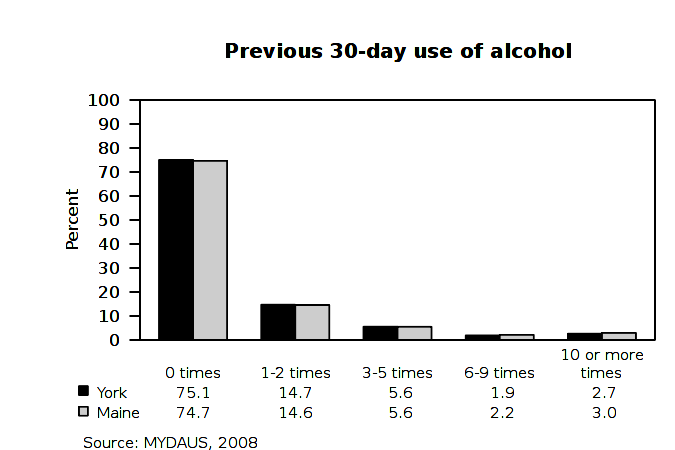 Previous 30-day use of alcohol
Percent
100
90
80
70
60
50
40
30
20
10
0
0 times 1-2 times 3-5 times 6-9 times 10 or more times
York 75.1 14.7 5.6 1.9 2.7
Maine 74.7 14.6 5.6 2.2 3.0
Source: MYDAUS, 2008